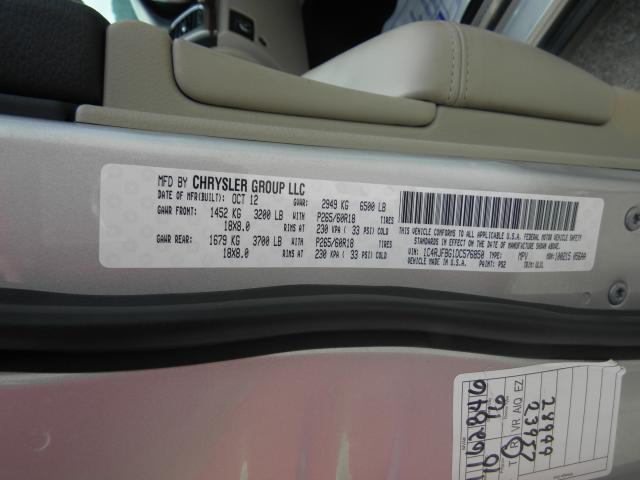 MFD BY CHRYSLER GROUP LLC
DATE OF MFR(BUILT): OCT 12 GVWR: 2949 KG 6500 LB
GAWR FRONT: 1452 KG 3200 LB WITH P265/60R18 TIRES
18X8.0 RIMS AT 230 KPA ( 33 PSI) COLD
GAWR REAR: 1679 KG 3700 LB WITH P265/60R18 TIRES
18X8.0 RIMS AT 230 KPA ( 33 PSI) COLD
THIS VEHICLE CONFORMS TO ALL APPLICABLE U.S.A. FEDERAL MOTOR VEHICLE SAFETY
STANDARDS IN EFFECT ON THE DATE OF MANUFACTURE SHOWN ABOVE.
VIN: 1C4RJFBG1DC576850 TYPE: MPV
PAINT: PS2
T B VR AIQ EZ
24999
23957